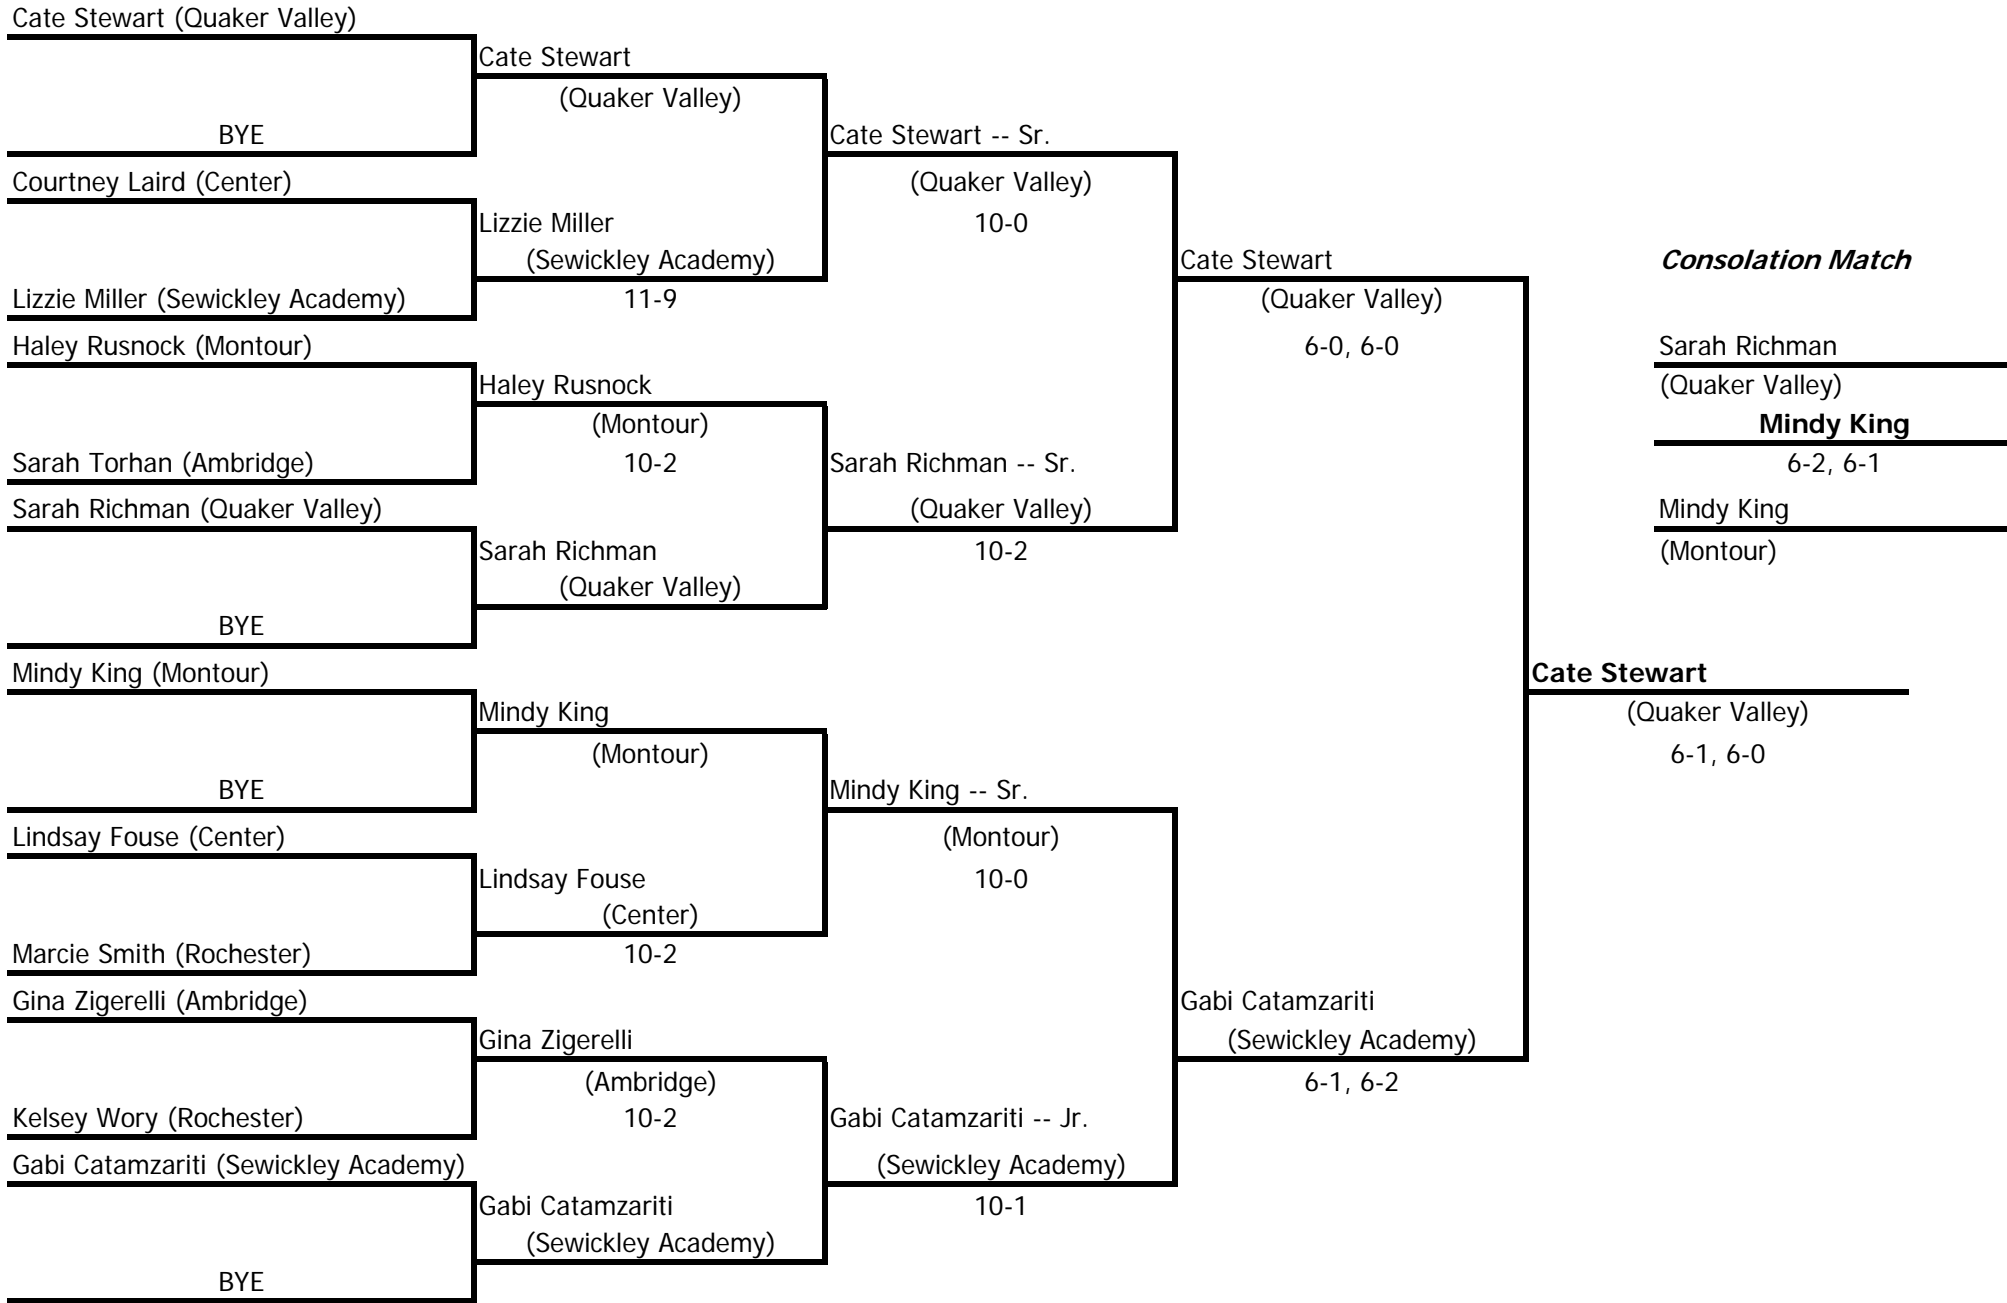 Cate Stewart (Quaker Valley)
BYE
Courtney Laird (Center)
Lizzie Miller (Sewickley Academy)
Haley Rusnock (Montour)
Sarah Torhan (Ambridge)
Sarah Richman (Quaker Valley)
BYE
Mindy King (Montour)
BYE
Lindsay Fouse (Center)
Marcie Smith (Rochester)
Gina Zigerelli (Ambridge)
Kelsey Wory (Rochester)
Gabi Catamzariti (Sewickley Academy)
BYE
Cate Stewart
(Quaker Valley)
Lizzie Miller
(Sewickley Academy)
11-9
Haley Rusnock
(Montour)
10-2
Sarah Richman
(Quaker Valley)
Mindy King
(Montour)
Lindsay Fouse
(Center)
10-2
Gina Zigerelli
(Ambridge)
10-2
Gabi Catamzariti
(Sewickley Academy)
Cate Stewart -- Sr.
(Quaker Valley)
10-0
Sarah Richman -- Sr.
(Quaker Valley)
10-2
Mindy King -- Sr.
(Montour)
10-0
Gabi Catamzariti -- Jr.
(Sewickley Academy)
10-1
Cate Stewart
(Quaker Valley)
6-0, 6-0
Gabi Catamzariti
(Sewickley Academy)
6-1, 6-2
Cate Stewart
(Quaker Valley)
6-1, 6-0
Consolation Match
Sarah Richman
(Quaker Valley)
Mindy King
6-2, 6-1
Mindy King
(Montour)